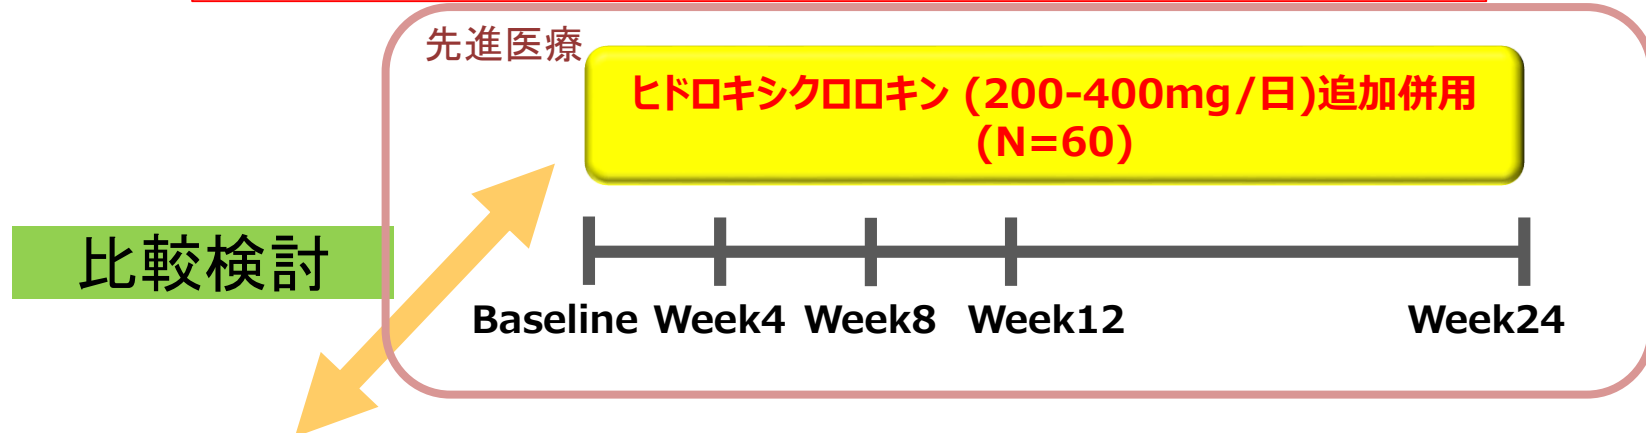 先進医療
ヒドロキシクロロキン (200-400mg/日)追加併用
(N=60)
比較検討
Baseline Week4 Week8 Week12 Week24